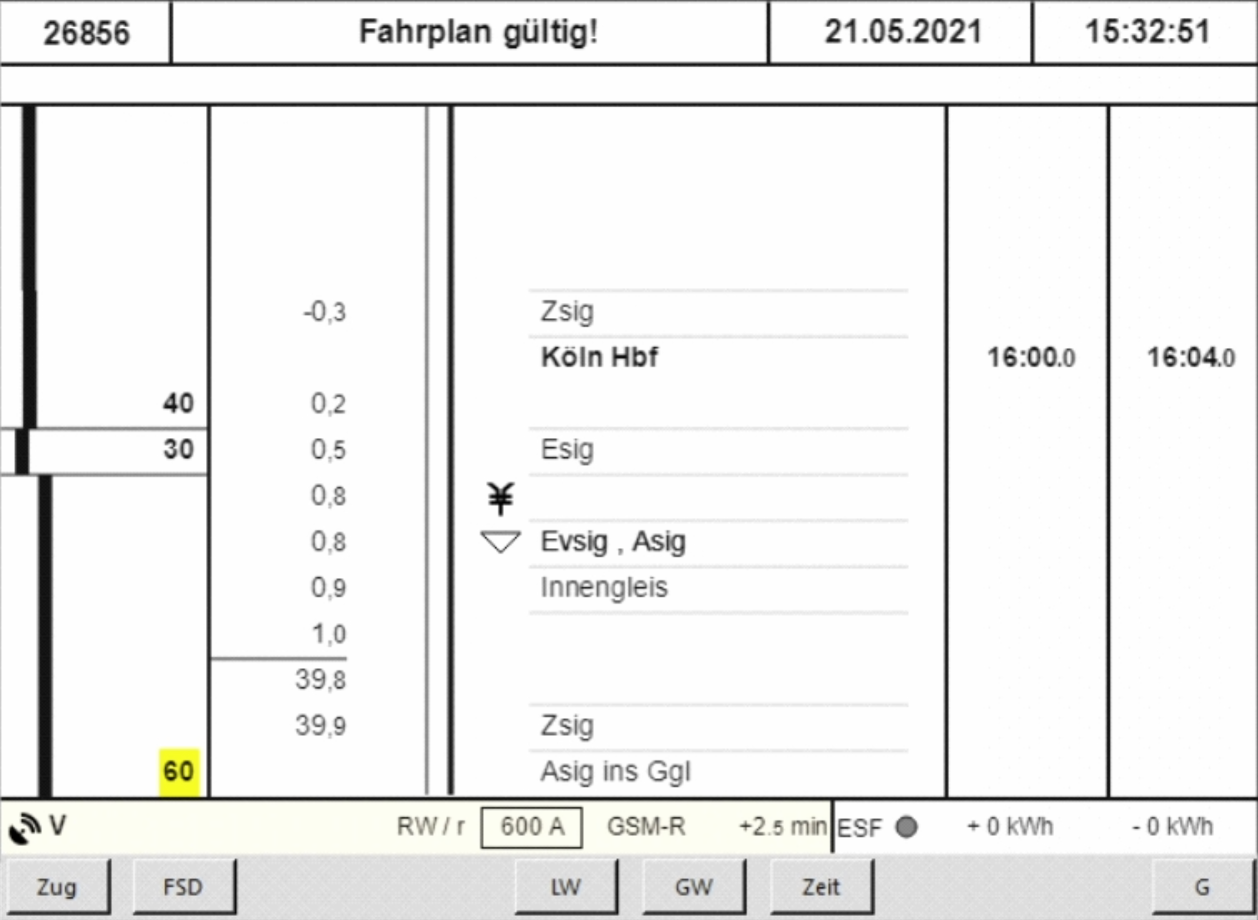 26856 Fahrplan gültig! 21.05.2021 15:32:51
-0,3 Zsig
Köln Hbf 16:00.0 16:04.0
40 0,2
30 0,5 Esig
0,8 ¥
0,8 Evsig , Asig
0,9 Innengleis
1,0
39,8
39,9 Zsig
60 Asig ins Ggl
V RW / r 600 A GSM-R +2.5 min ESF + 0 kWh - 0 kWh
Zug FSD LW GW Zeit G